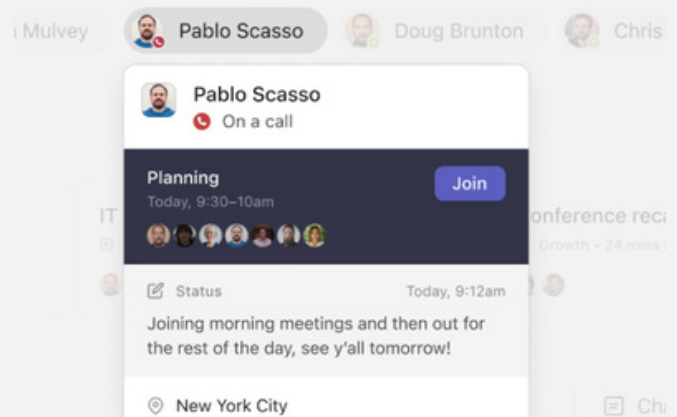 Mulvey
Pablo Scasso
Doug Brunton
Chris
Pablo Scasso
On a call
Planning
Join
Today, 9:30–10am
IT
onference reca
Growth • 24 mins
Status
Today, 9:12am
Joining morning meetings and then out for
the rest of the day, see y'all tomorrow!
New York City
Cha